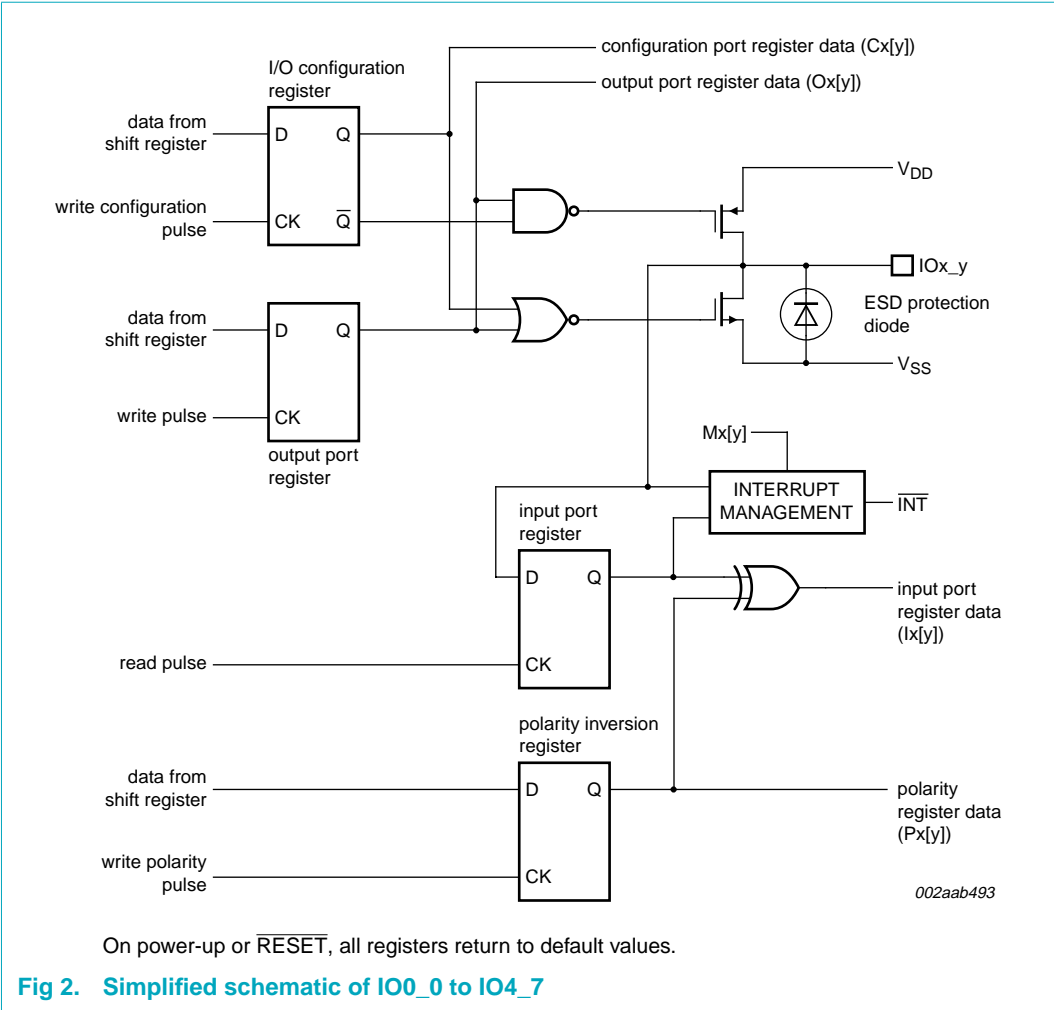 configuration port register data (Cx[y])
output port register data (Ox[y])
I/O configuration
register
data from
shift register
D
Q
write configuration
pulse
CK
Q̅
VDD
IOx_y
ESD protection
diode
VSS
data from
shift register
D
Q
write pulse
CK
output port
register
Mx[y]
INTERRUPT
MANAGEMENT
I̅N̅T̅
input port
register
D
Q
input port
register data
(Ix[y])
read pulse
CK
polarity inversion
register
data from
shift register
D
Q
polarity
register data
(Px[y])
write polarity
pulse
CK
002aab493
On power-up or R̅E̅S̅E̅T̅, all registers return to default values.
Fig 2. Simplified schematic of IO0_0 to IO4_7